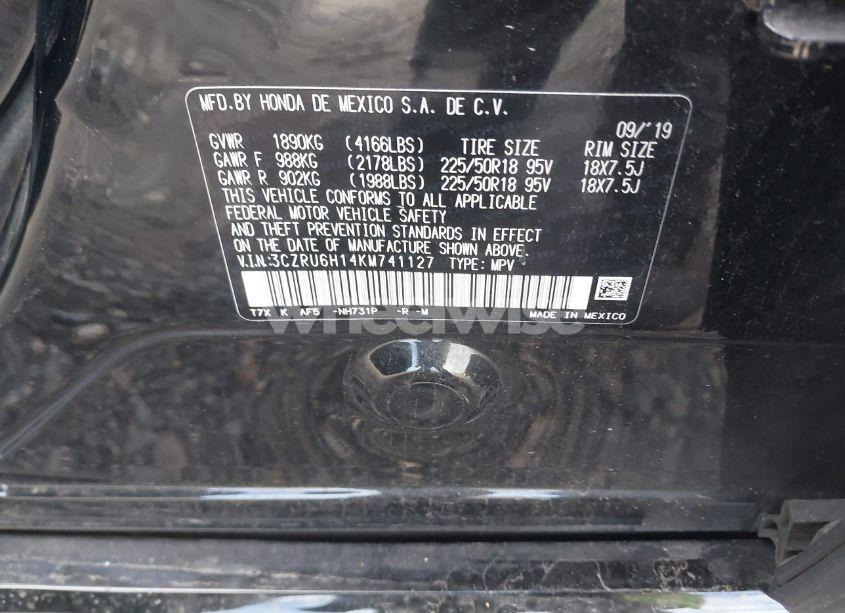 MFD.BY HONDA DE MEXICO S.A. DE C.V.
09/'19
GVWR 1890KG (4166LBS) TIRE SIZE RIM SIZE
GAWR F 988KG (2178LBS) 225/50R18 95V 18X7.5J
GAWR R 902KG (1988LBS) 225/50R18 95V 18X7.5J
THIS VEHICLE CONFORMS TO ALL APPLICABLE
FEDERAL MOTOR VEHICLE SAFETY
AND THEFT PREVENTION STANDARDS IN EFFECT
ON THE DATE OF MANUFACTURE SHOWN ABOVE.
V.I.N:3CZRU6H14KM741127 TYPE: MPV
T7X K AF5 -NH731P -R -M MADE IN MEXICO
wheelwise